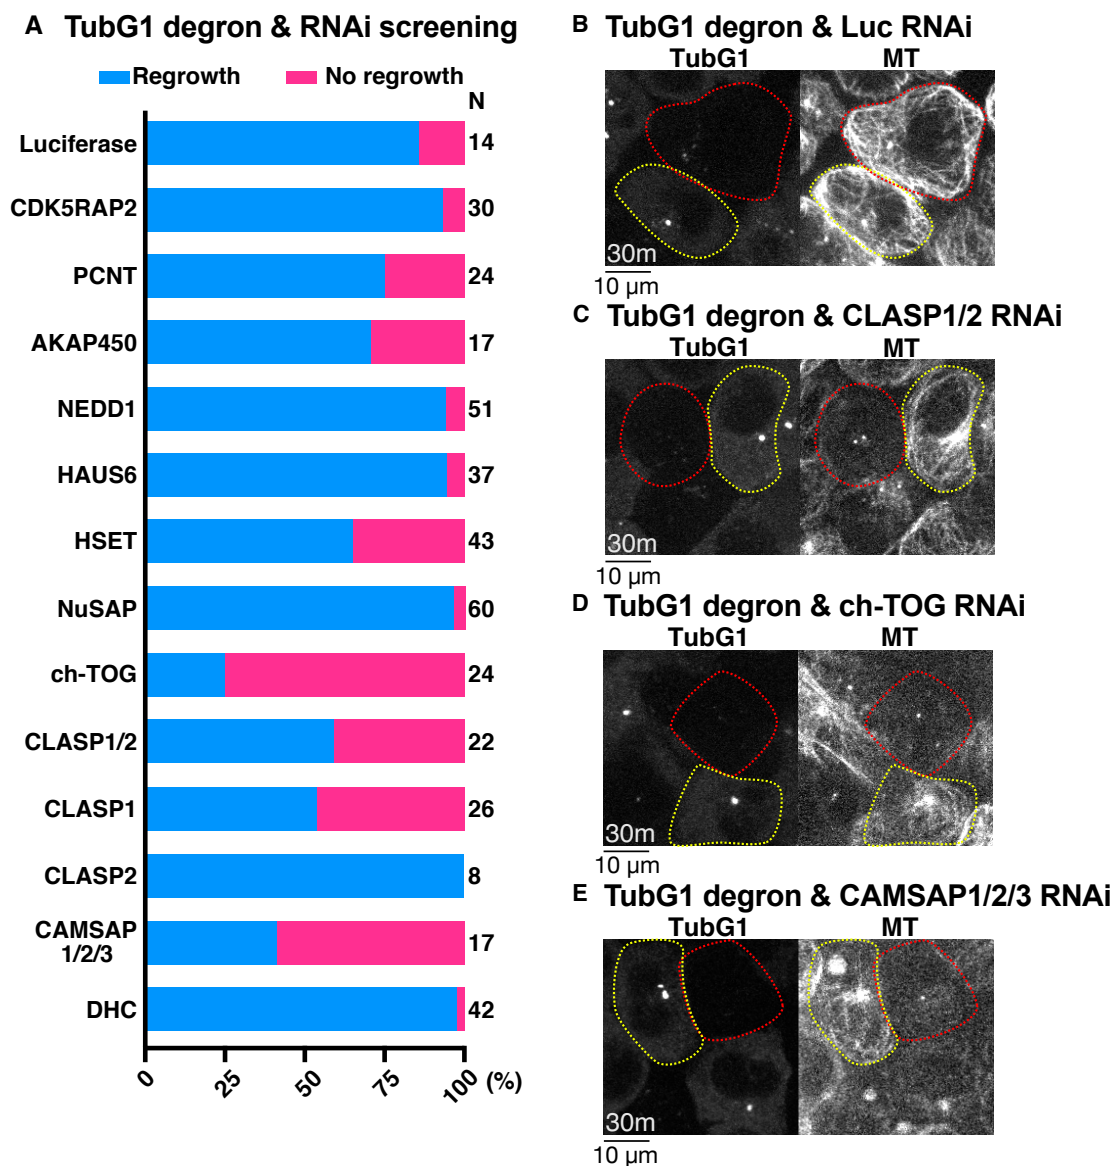 A TubG1 degron & RNAi screening
Regrowth No regrowth
N
Luciferase 14
CDK5RAP2 30
PCNT 24
AKAP450 17
NEDD1 51
HAUS6 37
HSET 43
NuSAP 60
ch-TOG 24
CLASP1/2 22
CLASP1 26
CLASP2 8
CAMSAP
1/2/3 17
DHC 42
0 25 50 75 100 (%)
B TubG1 degron & Luc RNAi
TubG1 MT
30m
10 µm
C TubG1 degron & CLASP1/2 RNAi
TubG1 MT
30m
10 µm
D TubG1 degron & ch-TOG RNAi
TubG1 MT
30m
10 µm
E TubG1 degron & CAMSAP1/2/3 RNAi
TubG1 MT
30m
10 µm